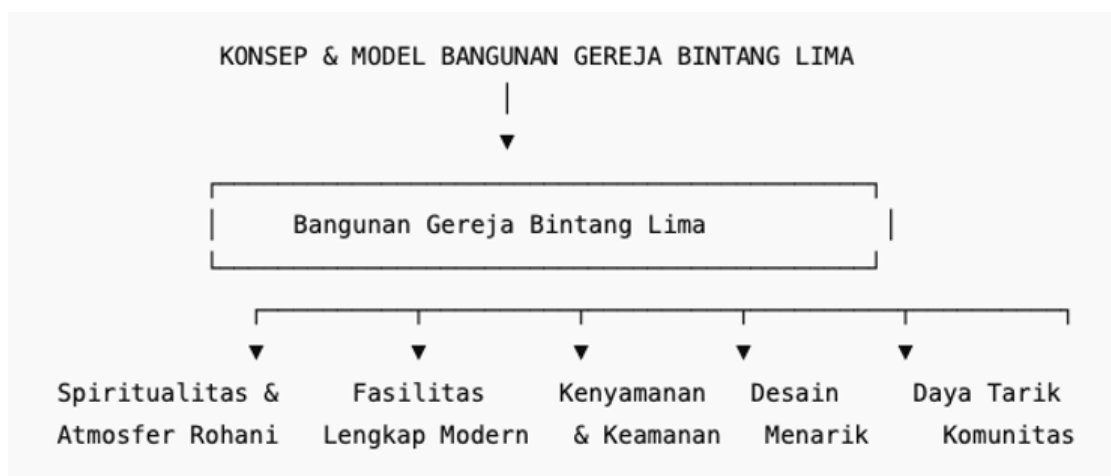 KONSEP & MODEL BANGUNAN GEREJA BINTANG LIMA
Bangunan Gereja Bintang Lima
Spiritualitas & Fasilitas Kenyamanan Desain Daya Tarik
Atmosfer Rohani Lengkap Modern & Keamanan Menarik Komunitas